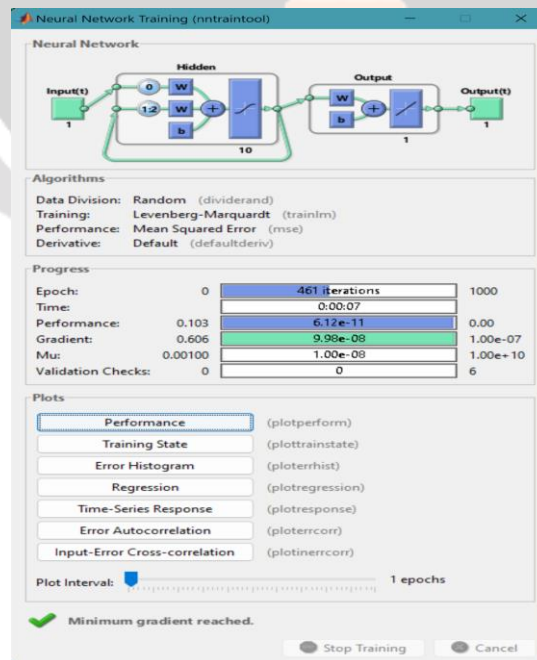 Neural Network Training (nntraintool)
Neural Network
Hidden
Output
Input(t)
Output(t)
0
W
1:2
W
b
W
b
1
10
1
1
Algorithms
Data Division: Random (dividerand)
Training: Levenberg-Marquardt (trainlm)
Performance: Mean Squared Error (mse)
Derivative: Default (defaultderiv)
Progress
Epoch: 0 461 iterations 1000
Time: 0:00:07
Performance: 0.103 6.12e-11 0.00
Gradient: 0.606 9.98e-08 1.00e-07
Mu: 0.00100 1.00e-08 1.00e+10
Validation Checks: 0 0 6
Plots
Performance (plotperform)
Training State (plottrainstate)
Error Histogram (ploterrhist)
Regression (plotregression)
Time-Series Response (plotresponse)
Error Autocorrelation (ploterrcorr)
Input-Error Cross-correlation (plotinerrcorr)
Plot Interval: 1 epochs
Minimum gradient reached.
Stop Training Cancel